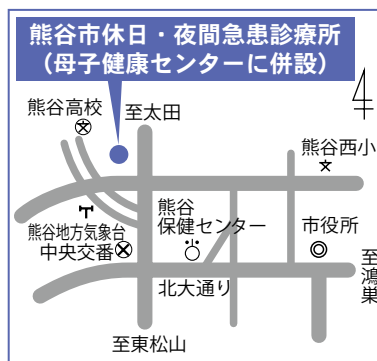 熊谷市休日・夜間急患診療所
（母子健康センターに併設）
熊谷高校
至太田
熊谷西小
熊谷
保健センター
熊谷地方気象台
中央交番
市役所
北大通り
至鴻巣
至東松山